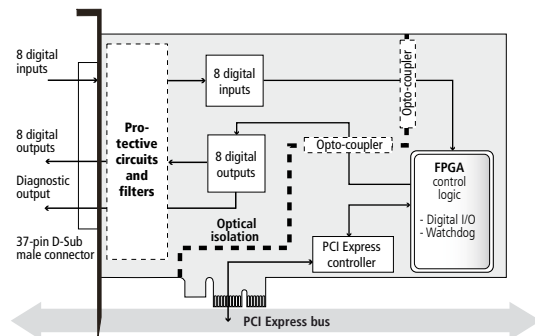 8 digital
inputs
8 digital
outputs
Diagnostic
output
37-pin D-Sub
male connector
Pro-
tective
circuits
and
filters
8 digital
inputs
8 digital
outputs
Opto-coupler
Opto-coupler
Optical
isolation
FPGA
control
logic
- Digital I/O
- Watchdog
PCI Express
controller
PCI Express bus